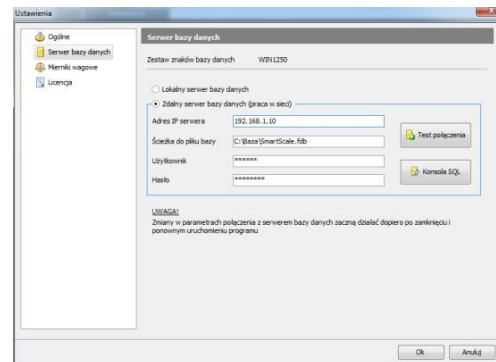 Ustawienia
Ogólne
Serwer bazy danych
Mierniki wagowe
Licencja
Serwer bazy danych
Zestaw znaków bazy danych WIN1250
Lokalny serwer bazy danych
Zdalny serwer bazy danych (praca w sieci)
Adres IP serwera 192.168.1.10
Ścieżka do pliku bazy C:\Baza\SmartScale.fdb
Test połączenia
Użytkownik ******
Konsola SQL
Hasło ********
UWAGA!
Zmiany w parametrach połączenia z serwerem bazy danych zaczną działać dopiero po zamknięciu i
ponownym uruchomieniu programu
Ok Anuluj